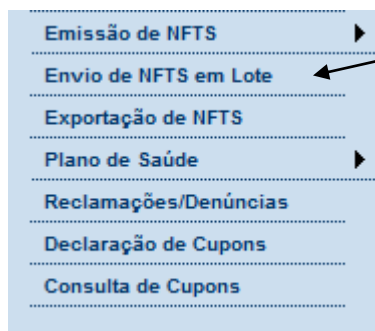 Emissão de NFTS
Envio de NFTS em Lote
Exportação de NFTS
Plano de Saúde
Reclamações/Denúncias
Declaração de Cupons
Consulta de Cupons